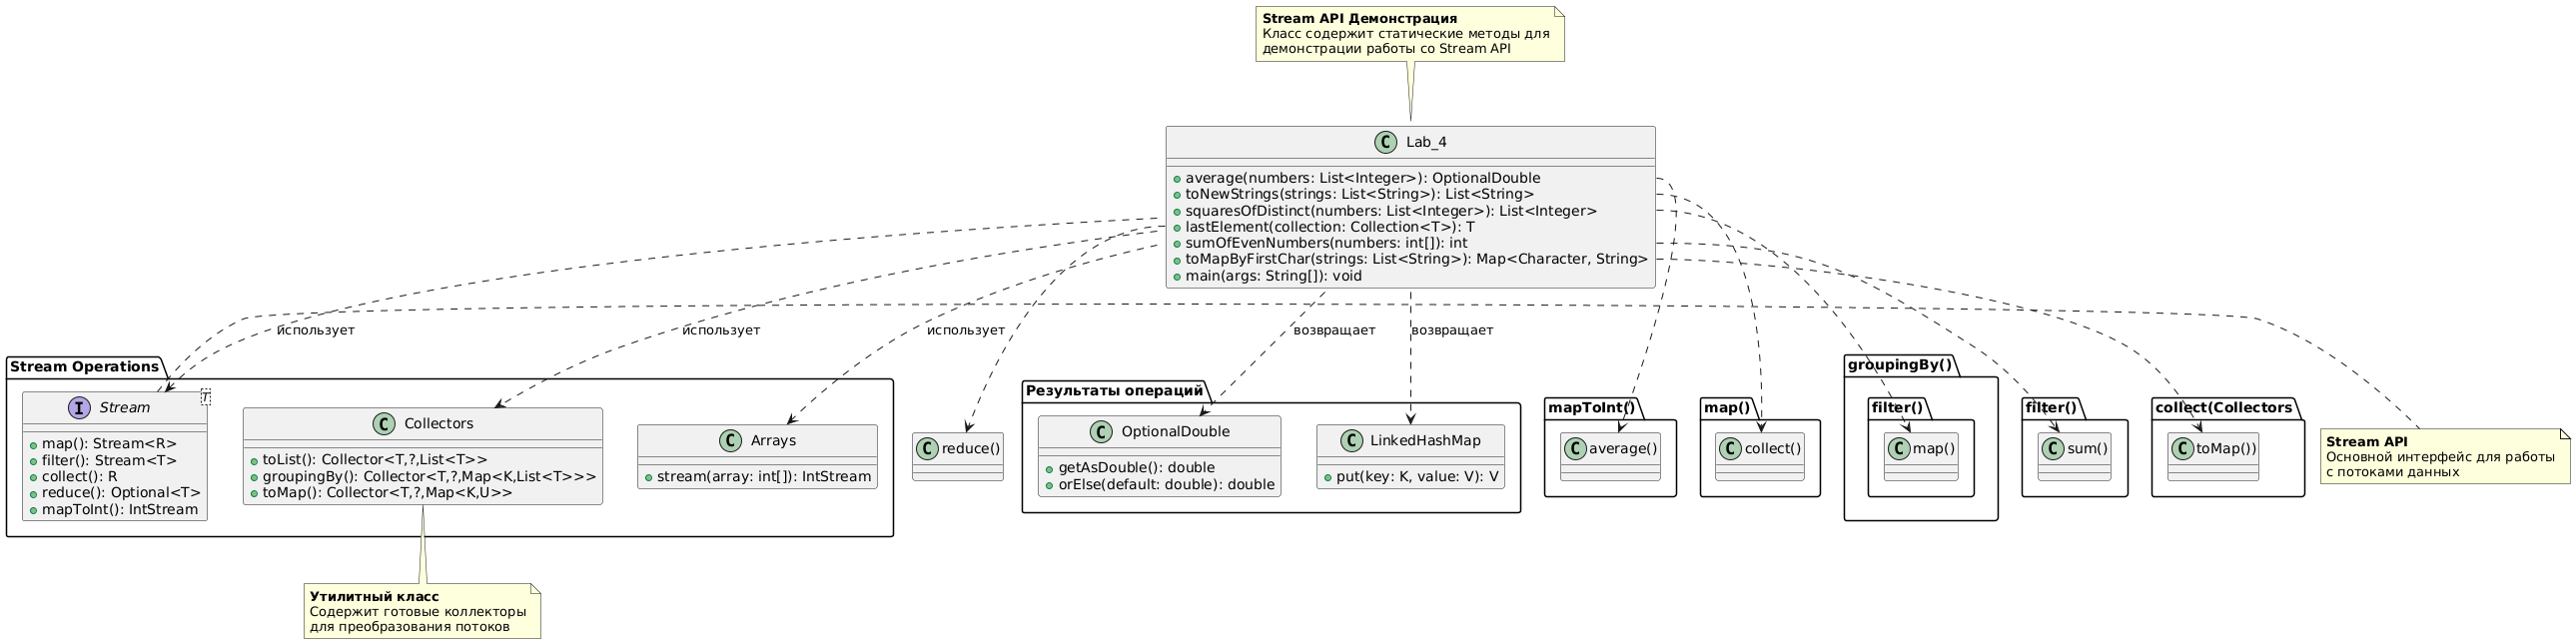 Stream API Демонстрация
Класс содержит статические методы для
демонстрации работы со Stream API
C Lab_4
average(numbers: List<Integer>): OptionalDouble
toNewStrings(strings: List<String>): List<String>
squaresOfDistinct(numbers: List<Integer>): List<Integer>
lastElement(collection: Collection<T>): T
sumOfEvenNumbers(numbers: int[]): int
toMapByFirstChar(strings: List<String>): Map<Character, String>
main(args: String[]): void
использует
использует
использует
возвращает
возвращает
Stream Operations
I Stream
T
map(): Stream<R>
filter(): Stream<T>
collect(): R
reduce(): Optional<T>
mapToInt(): IntStream
C Collectors
toList(): Collector<T,?,List<T>>
groupingBy(): Collector<T,?,Map<K,List<T>>>
toMap(): Collector<T,?,Map<K,U>>
C Arrays
stream(array: int[]): IntStream
C reduce()
Результаты операций
C OptionalDouble
getAsDouble(): double
orElse(default: double): double
C LinkedHashMap
put(key: K, value: V): V
mapToInt()
C average()
map()
C collect()
groupingBy()
filter()
C map()
filter()
C sum()
collect(Collectors
C toMap())
Stream API
Основной интерфейс для работы
с потоками данных
Утилитный класс
Содержит готовые коллекторы
для преобразования потоков